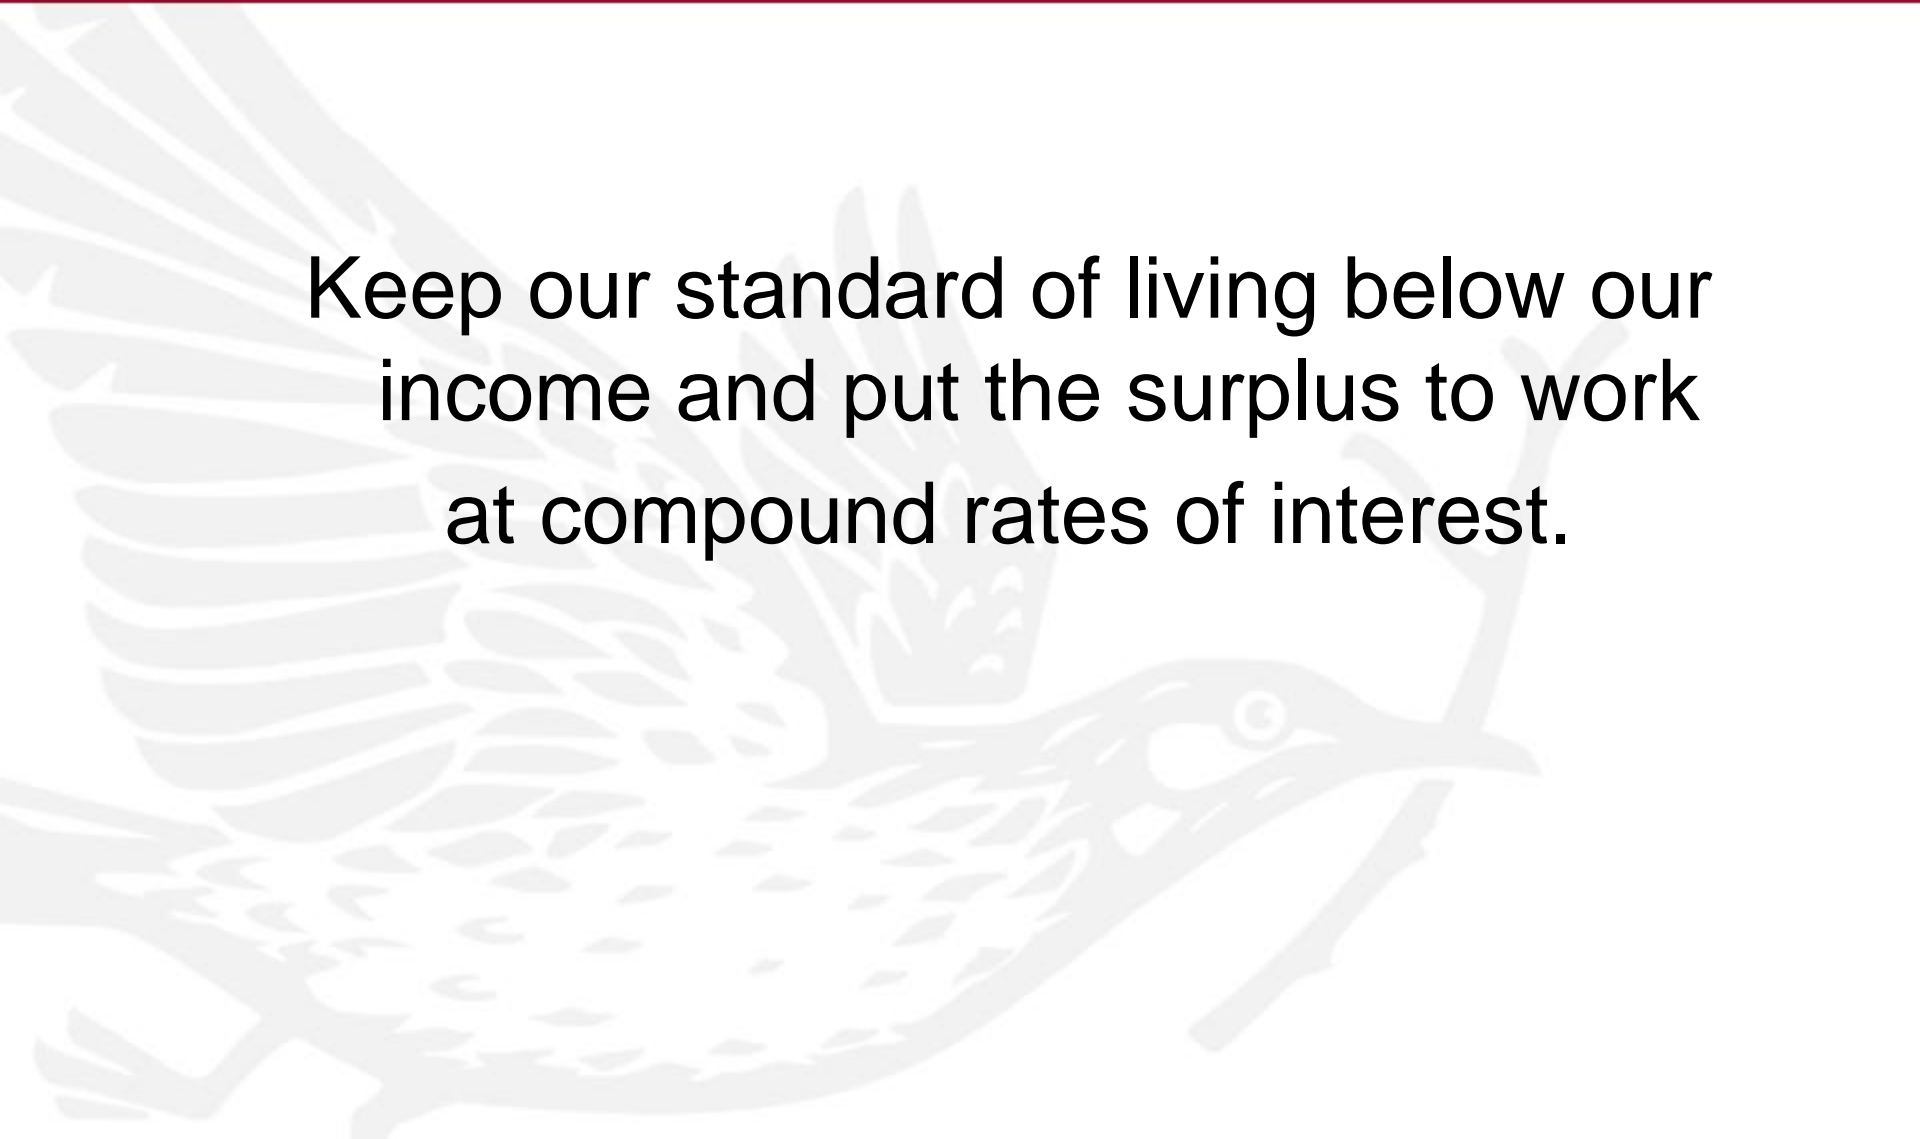 Keep our standard of living below our
income and put the surplus to work
at compound rates of interest.